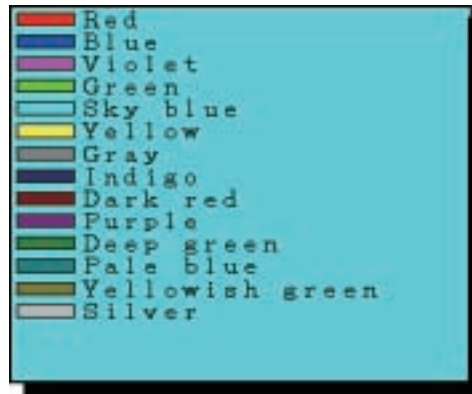 Red
Blue
Violet
Green
Sky blue
Yellow
Gray
Indigo
Dark red
Purple
Deep green
Pale blue
Yellowish green
Silver